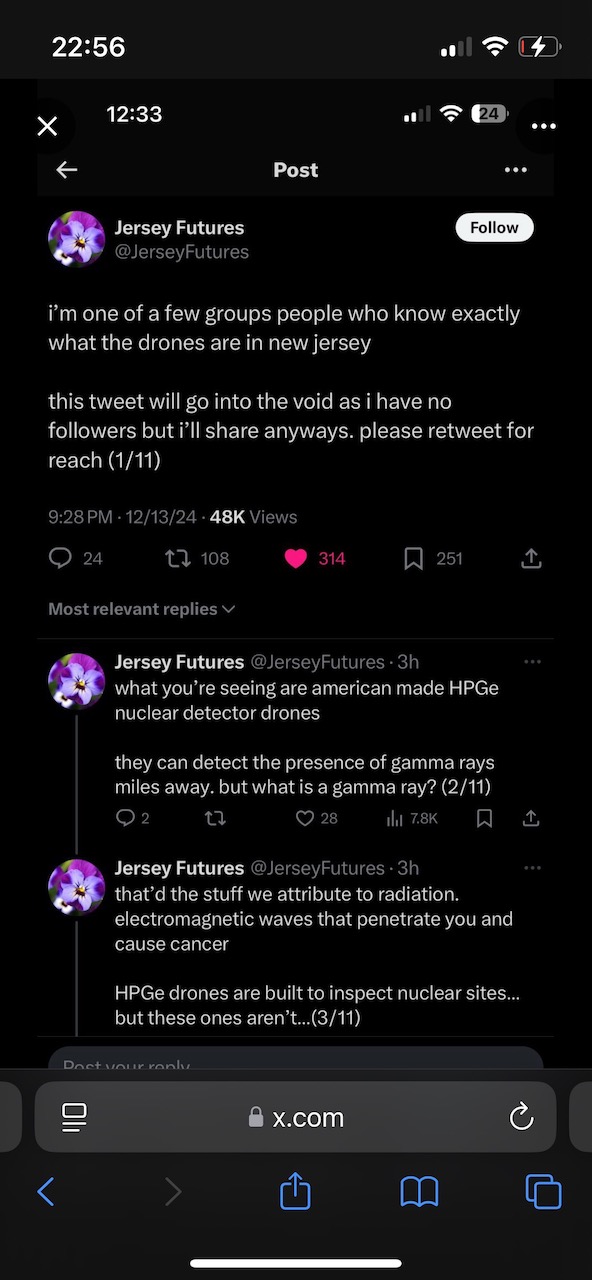 22:56
12:33
24
Post
Jersey Futures
Follow
@JerseyFutures
i’m one of a few groups people who know exactly
what the drones are in new jersey
this tweet will go into the void as i have no
followers but i’ll share anyways. please retweet for
reach (1/11)
9:28 PM · 12/13/24 · 48K Views
24 108 314 251
Most relevant replies
Jersey Futures @JerseyFutures · 3h
what you’re seeing are american made HPGe
nuclear detector drones
they can detect the presence of gamma rays
miles away. but what is a gamma ray? (2/11)
2 28 7.8K
Jersey Futures @JerseyFutures · 3h
that’d the stuff we attribute to radiation.
electromagnetic waves that penetrate you and
cause cancer
HPGe drones are built to inspect nuclear sites...
but these ones aren’t...(3/11)
Post your reply
x.com